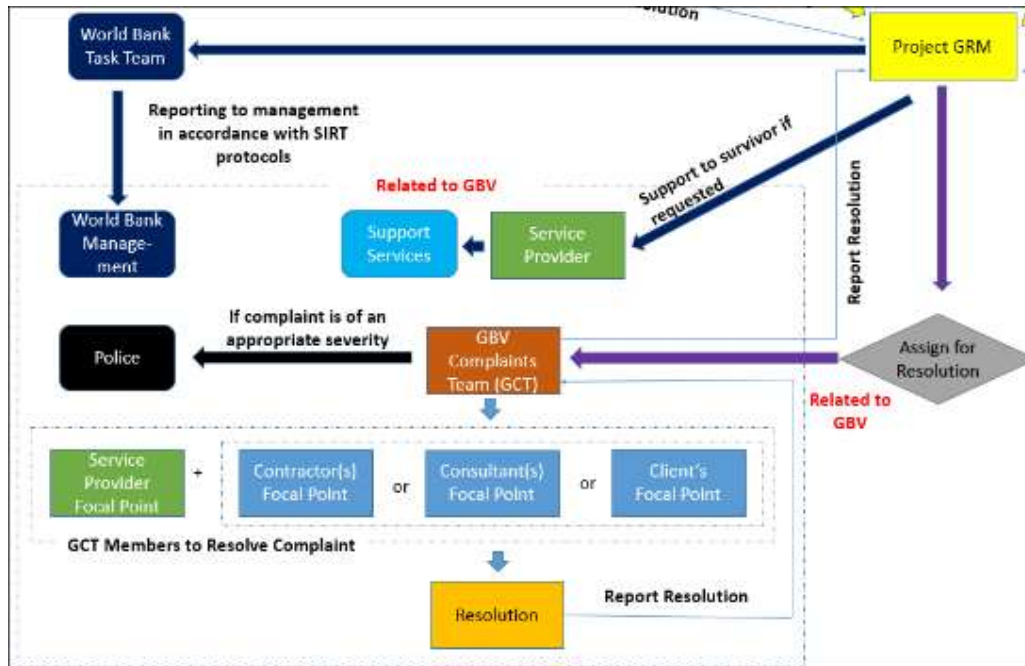 World Bank
Task Team
Project GRM
Reporting to management
in accordance with SIRT
protocols
Support to survivor if
requested
Related to GBV
World Bank
Manage-
ment
Support
Services
Service
Provider
Report Resolution
If complaint is of an
appropriate severity
Police
GBV
Complaints
Team (GCT)
Assign for
Resolution
Related to
GBV
Service
Provider
Focal Point
+
Contractor(s)
Focal Point
or
Consultant(s)
Focal Point
or
Client's
Focal Point
GCT Members to Resolve Complaint
Resolution
Report Resolution